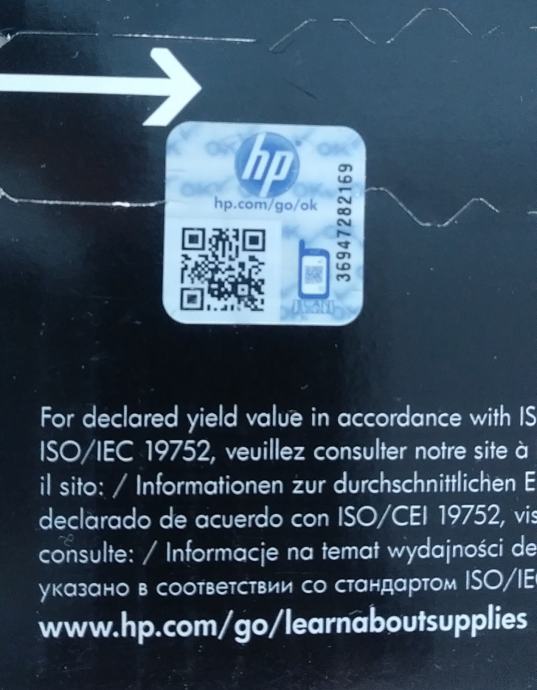 hp
hp.com/go/ok
36947282169
For declared yield value in accordance with IS
ISO/IEC 19752, veuillez consulter notre site à
il sito: / Informationen zur durchschnittlichen E
declarado de acuerdo con ISO/CEI 19752, vis
consulte: / Informacje na temat wydajności de
указано в соответствии со стандартом ISO/IE
www.hp.com/go/learnaboutsupplies